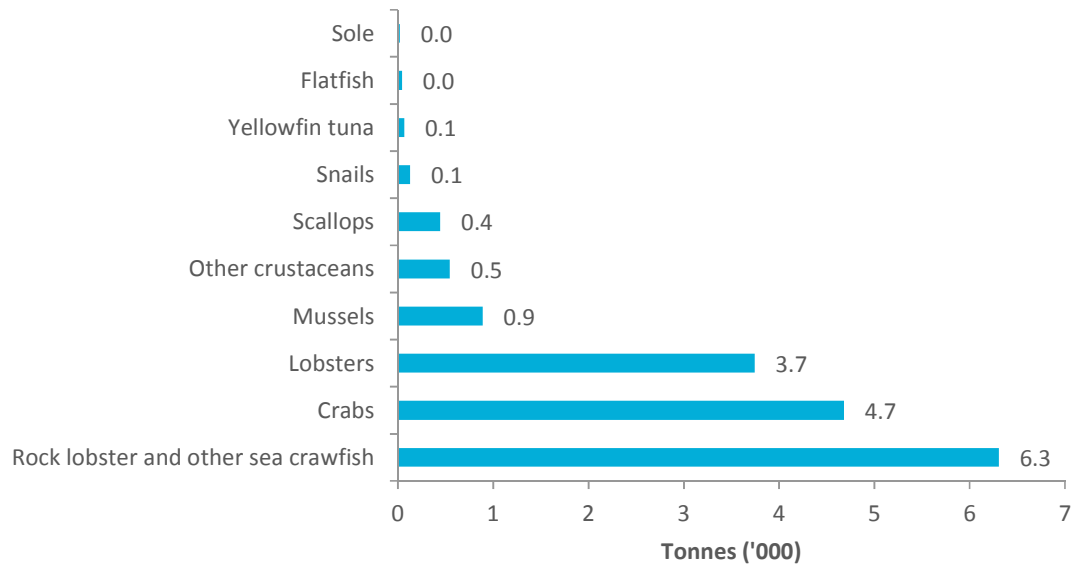 Sole 0.0
Flatfish 0.0
Yellowfin tuna 0.1
Snails 0.1
Scallops 0.4
Other crustaceans 0.5
Mussels 0.9
Lobsters 3.7
Crabs 4.7
Rock lobster and other sea crawfish 6.3
0 1 2 3 4 5 6 7
Tonnes ('000)